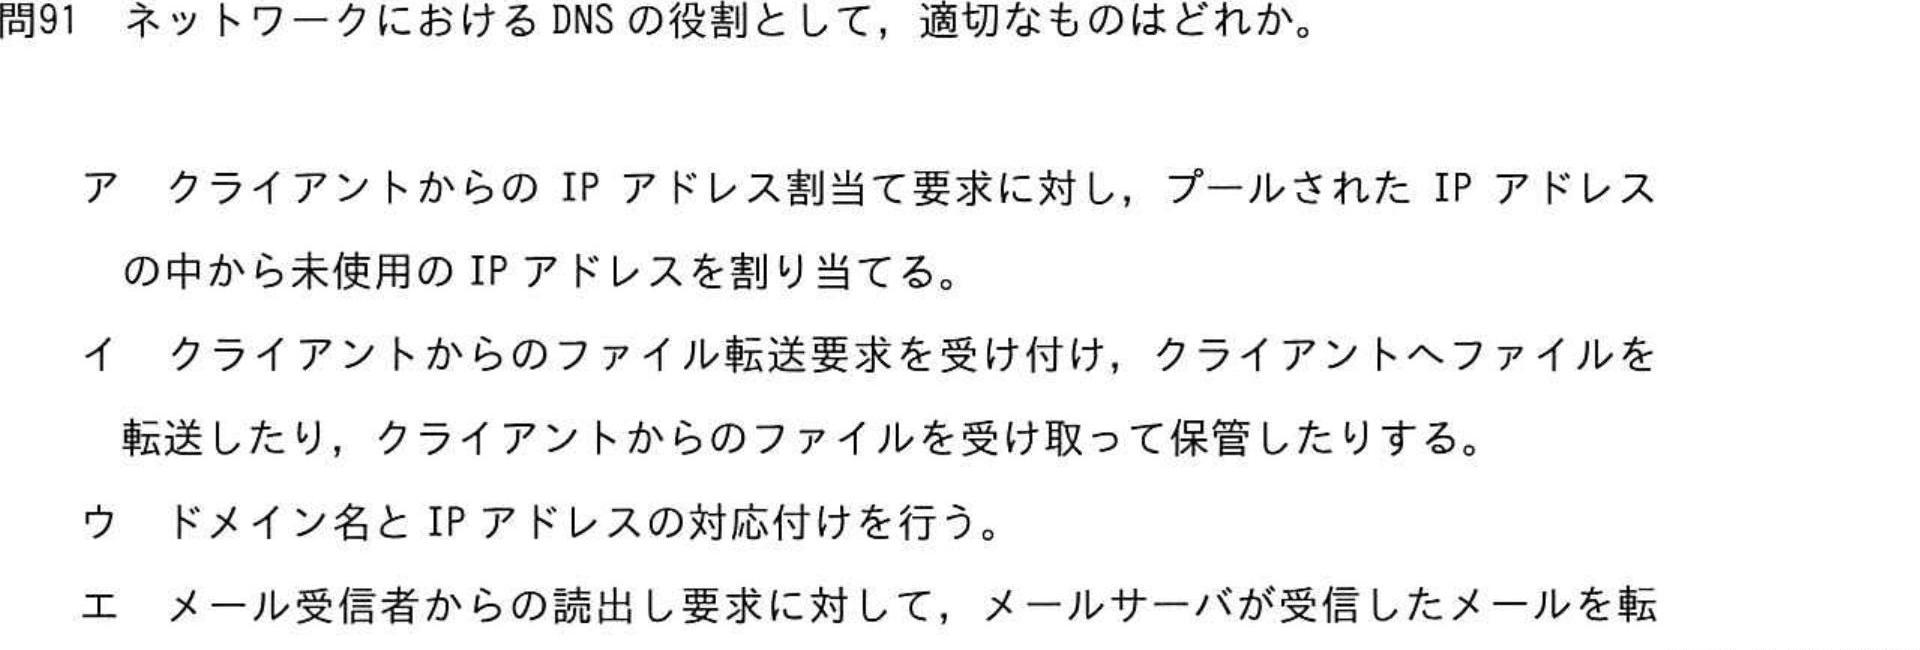 問91 ネットワークにおける DNS の役割として，適切なものはどれか。
ア クライアントからの IP アドレス割当て要求に対し，プールされた IP アドレス
の中から未使用の IP アドレスを割り当てる。
イ クライアントからのファイル転送要求を受け付け，クライアントへファイルを
転送したり，クライアントからのファイルを受け取って保管したりする。
ウ ドメイン名と IP アドレスの対応付けを行う。
エ メール受信者からの読出し要求に対して，メールサーバが受信したメールを転